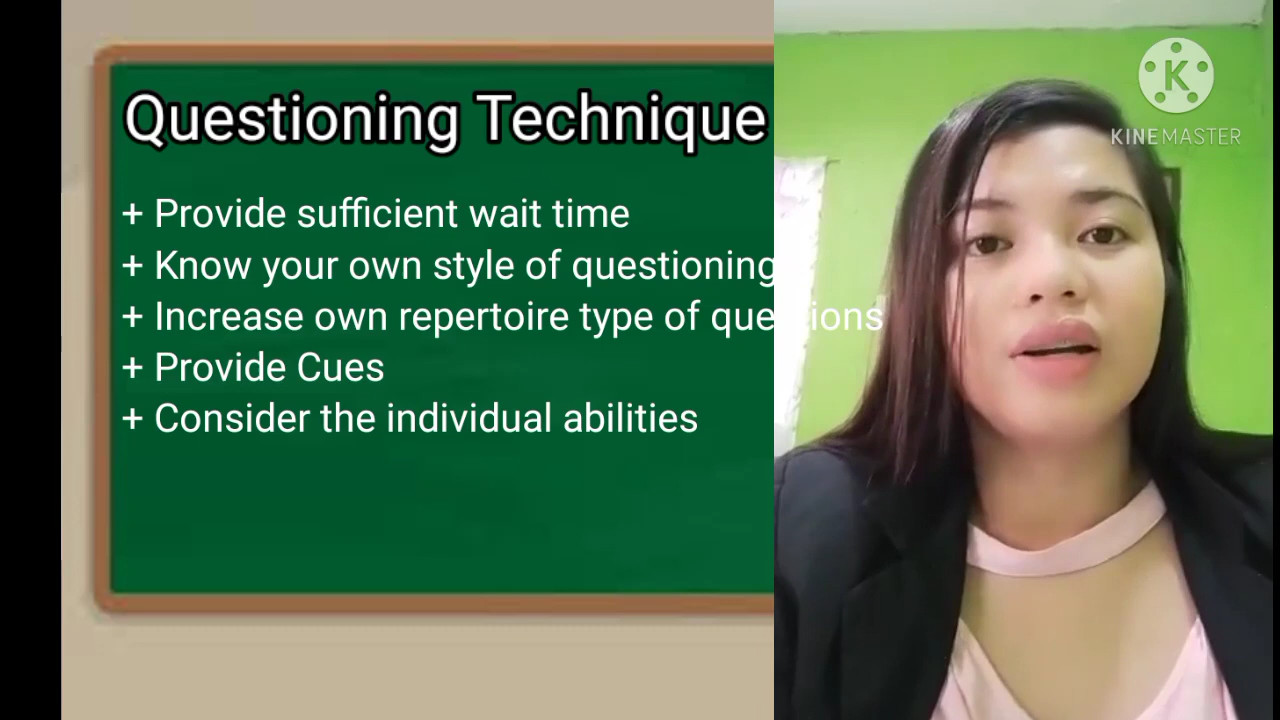 Questioning Technique
+ Provide sufficient wait time
+ Know your own style of questioning
+ Increase own repertoire type of questions
+ Provide Cues
+ Consider the individual abilities
K
KINEMASTER